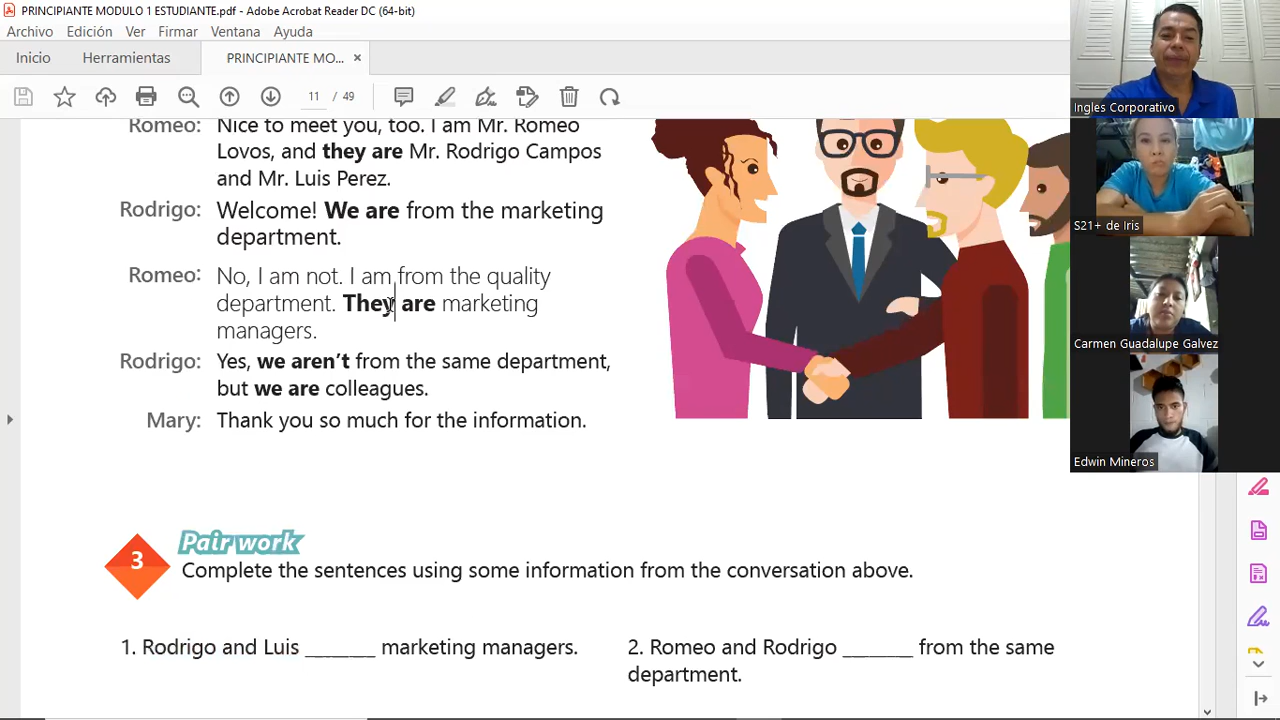 PRINCIPIANTE MODULO 1 ESTUDIANTE.pdf - Adobe Acrobat Reader DC (64-bit)
Archivo Edición Ver Firmar Ventana Ayuda
Inicio Herramientas PRINCIPIANTE MO... ×
11 / 49
Romeo: Nice to meet you, too. I am Mr. Romeo
Lovos, and they are Mr. Rodrigo Campos
and Mr. Luis Perez.
Rodrigo: Welcome! We are from the marketing
department.
Romeo: No, I am not. I am from the quality
department. They are marketing
managers.
Rodrigo: Yes, we aren't from the same department,
but we are colleagues.
Mary: Thank you so much for the information.
3
Pair work
Complete the sentences using some information from the conversation above.
1. Rodrigo and Luis ________ marketing managers.
2. Romeo and Rodrigo ________ from the same
department.
Ingles Corporativo
S21+ de Iris
Carmen Guadalupe Galvez
Edwin Mineros